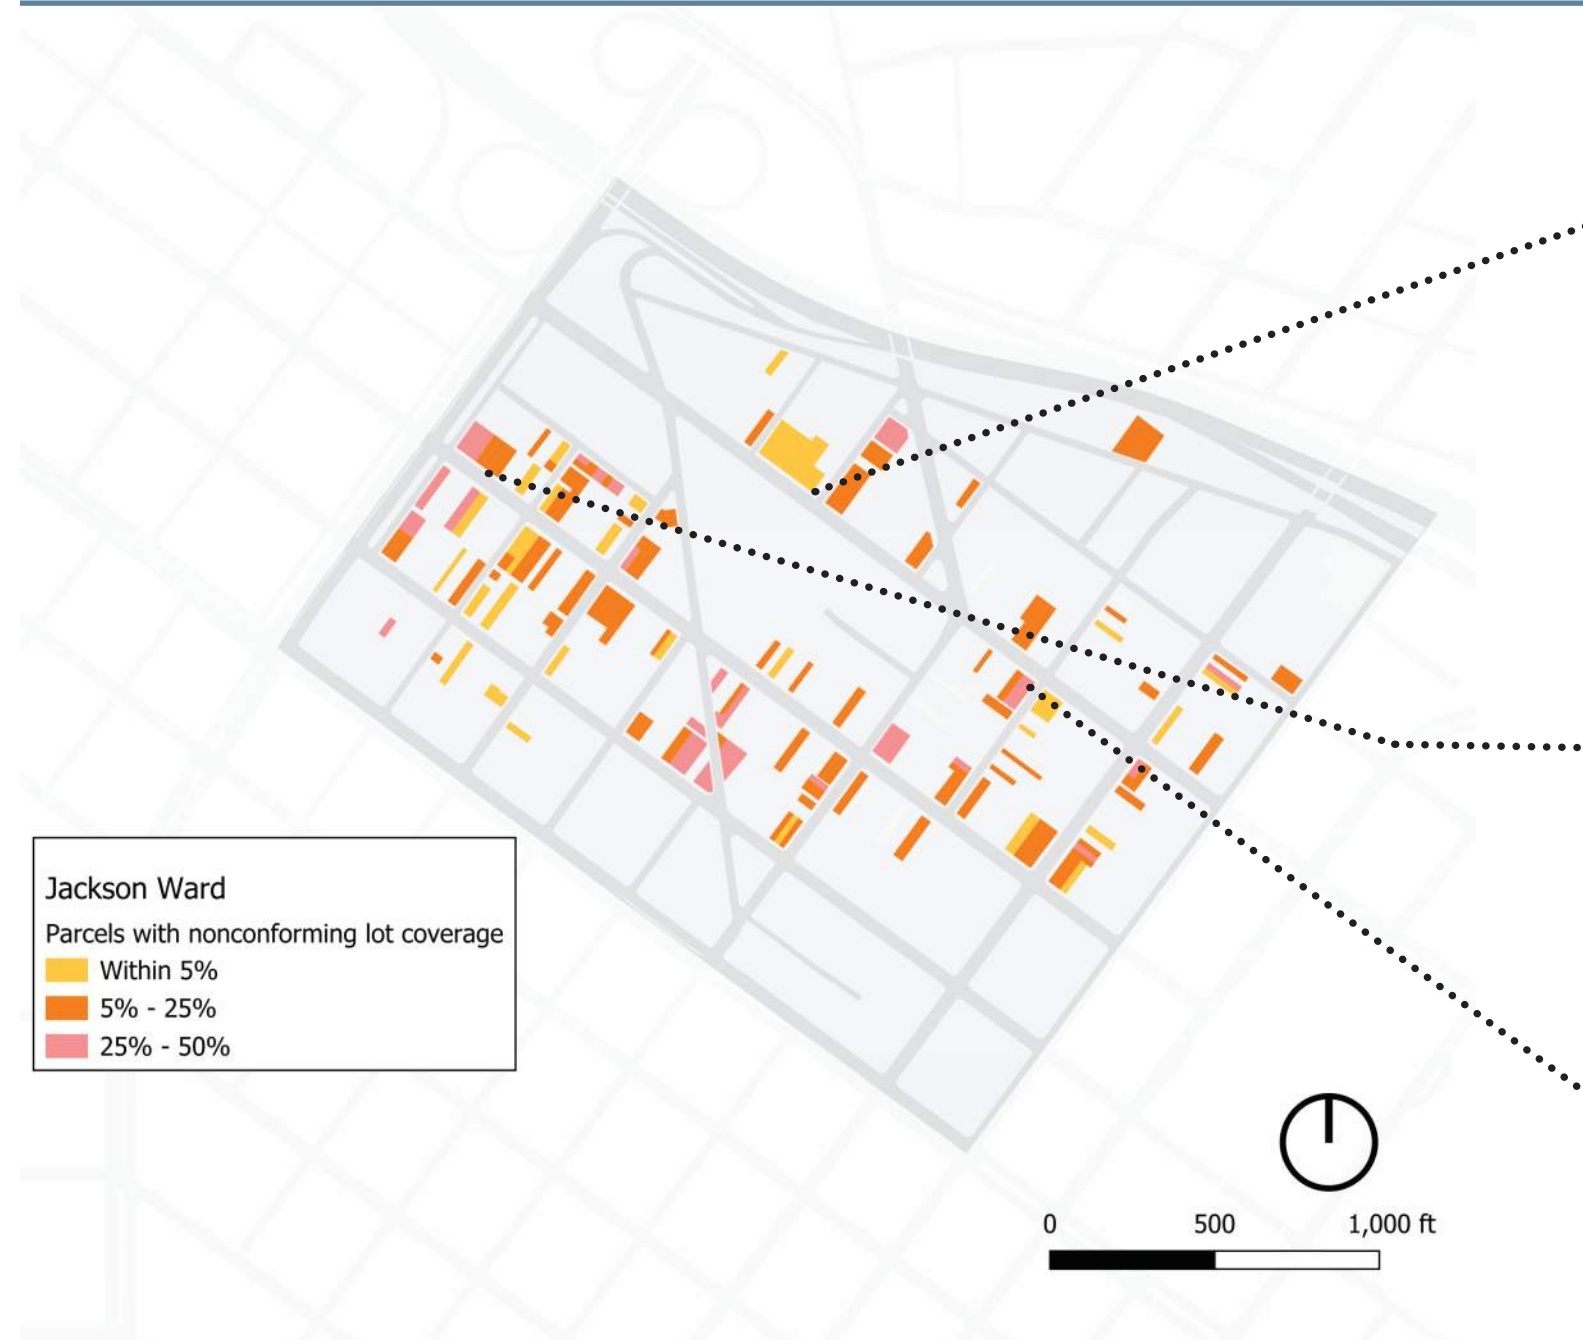 Jackson Ward
Parcels with nonconforming lot coverage
Within 5%
5% - 25%
25% - 50%
0 500 1,000 ft